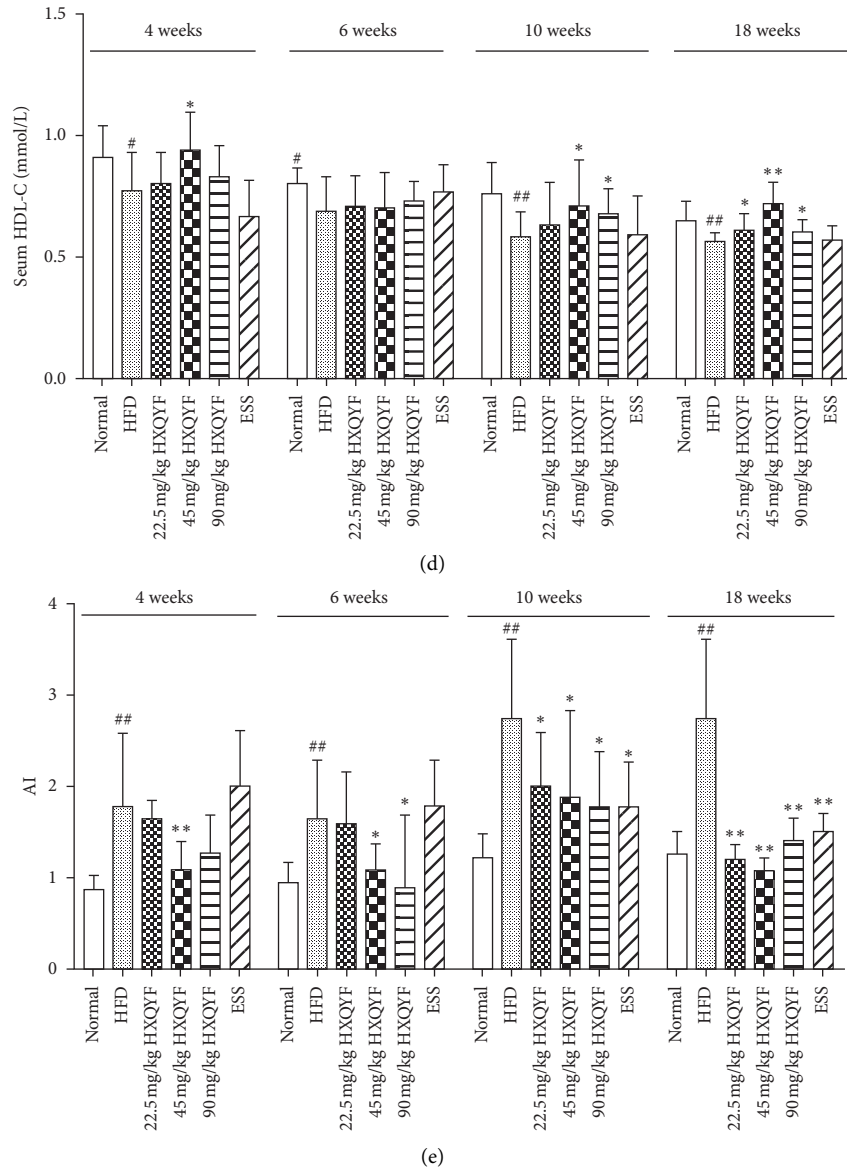 1.5
1.0
0.5
0.0
Seum HDL-C (mmol/L)
4 weeks
6 weeks
10 weeks
18 weeks
#
*
#
##
*
*
##
*
**
*
Normal
HFD
22.5 mg/kg HXQYF
45 mg/kg HXQYF
90 mg/kg HXQYF
ESS
Normal
HFD
22.5 mg/kg HXQYF
45 mg/kg HXQYF
90 mg/kg HXQYF
ESS
Normal
HFD
22.5 mg/kg HXQYF
45 mg/kg HXQYF
90 mg/kg HXQYF
ESS
Normal
HFD
22.5 mg/kg HXQYF
45 mg/kg HXQYF
90 mg/kg HXQYF
ESS
(d)
4
3
2
1
0
AI
4 weeks
6 weeks
10 weeks
18 weeks
##
**
##
*
*
##
*
*
*
*
##
**
**
**
**
Normal
HFD
22.5 mg/kg HXQYF
45 mg/kg HXQYF
90 mg/kg HXQYF
ESS
Normal
HFD
22.5 mg/kg HXQYF
45 mg/kg HXQYF
90 mg/kg HXQYF
ESS
Normal
HFD
22.5 mg/kg HXQYF
45 mg/kg HXQYF
90 mg/kg HXQYF
ESS
Normal
HFD
22.5 mg/kg HXQYF
45 mg/kg HXQYF
90 mg/kg HXQYF
ESS
(e)